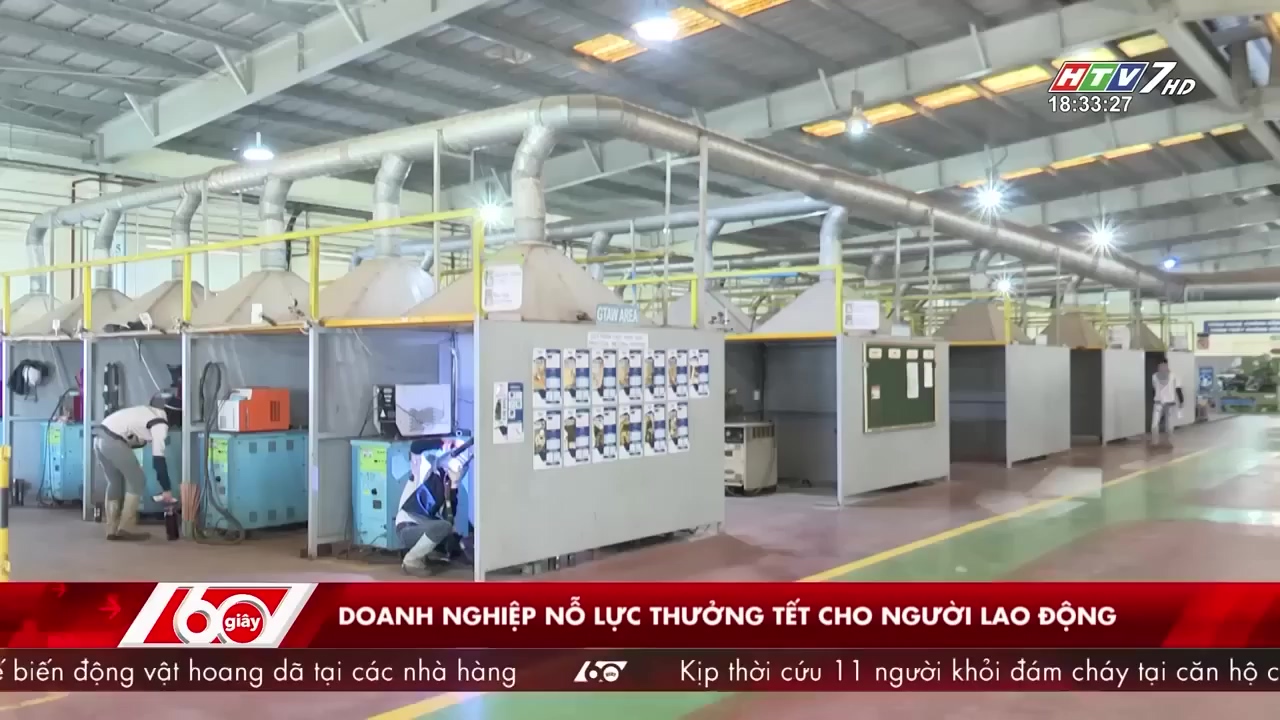 HTV7 HD
18:33:27
GTAW AREA
60 giây
DOANH NGHIỆP NỖ LỰC THƯỞNG TẾT CHO NGƯỜI LAO ĐỘNG
biến động vật hoang dã tại các nhà hàng
60 giây
Kịp thời cứu 11 người khỏi đám cháy tại căn hộ c